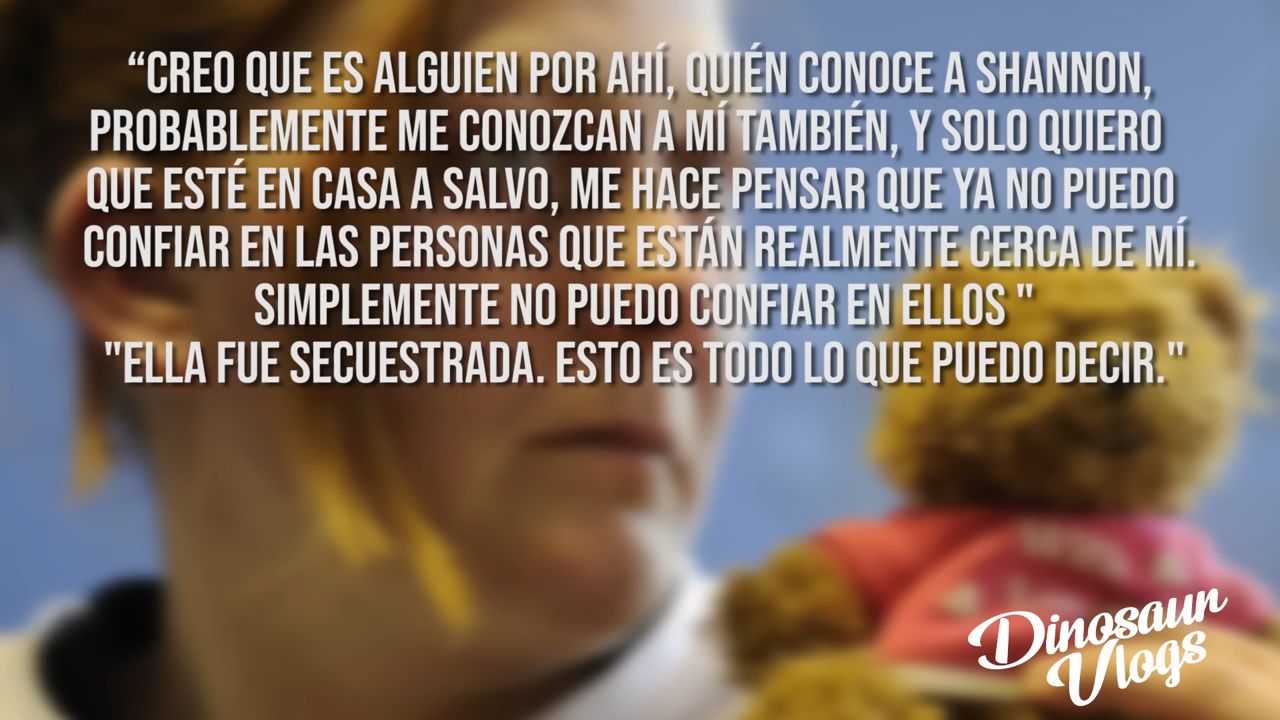 “CREO QUE ES ALGUIEN POR AHÍ, QUIÉN CONOCE A SHANNON,
PROBABLEMENTE ME CONOZCAN A MÍ TAMBIÉN, Y SOLO QUIERO
QUE ESTÉ EN CASA A SALVO, ME HACE PENSAR QUE YA NO PUEDO
CONFIAR EN LAS PERSONAS QUE ESTÁN REALMENTE CERCA DE MÍ.
SIMPLEMENTE NO PUEDO CONFIAR EN ELLOS "
"ELLA FUE SECUESTRADA. ESTO ES TODO LO QUE PUEDO DECIR."
Dinosaur
Vlogs